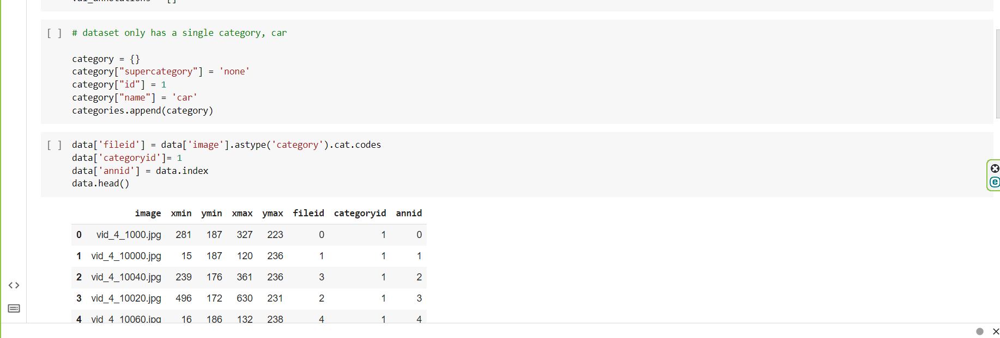 [ ] # dataset only has a single category, car
category = {}
category["supercategory"] = 'none'
category["id"] = 1
category["name"] = 'car'
categories.append(category)
[ ] data['fileid'] = data['image'].astype('category').cat.codes
data['categoryid']= 1
data['annid'] = data.index
data.head()
image xmin ymin xmax ymax fileid categoryid annid
0 vid_4_1000.jpg 281 187 327 223 0 1 0
1 vid_4_10000.jpg 15 187 120 236 1 1 1
2 vid_4_10040.jpg 239 176 361 236 3 1 2
3 vid_4_10020.jpg 496 172 630 231 2 1 3
4 vid_4_10060.jpg 16 186 132 238 4 1 4